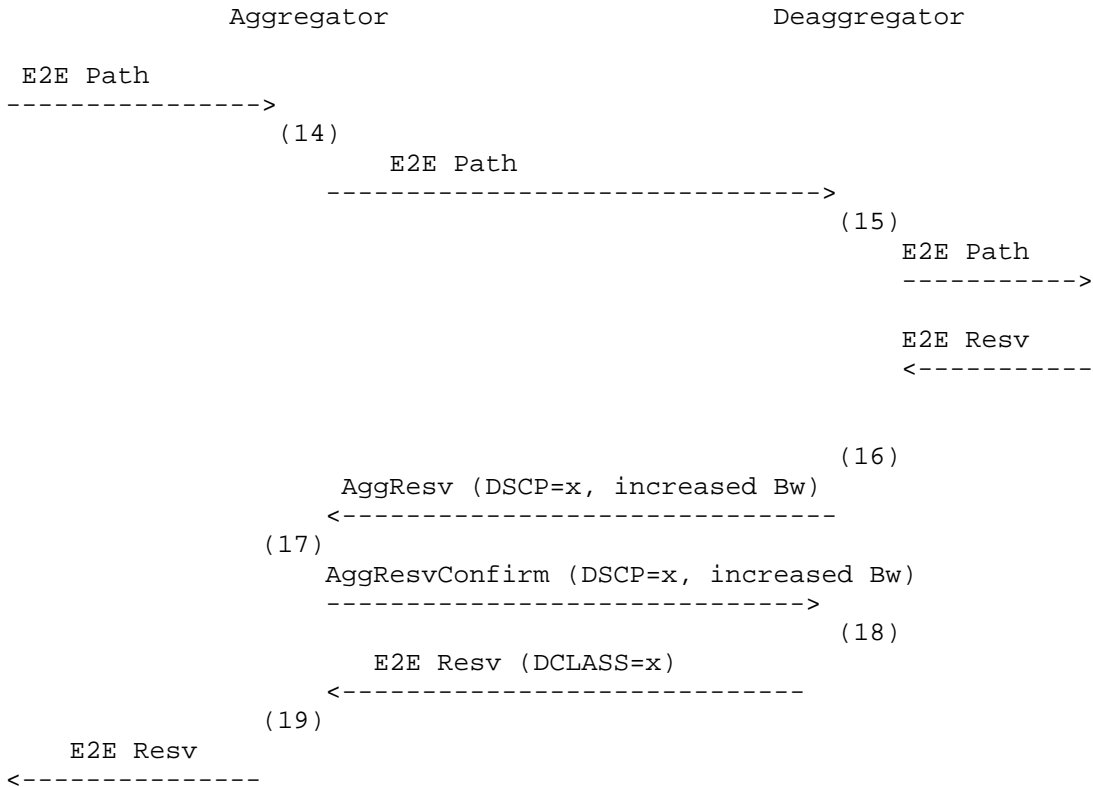 Aggregator Deaggregator
E2E Path
---------------->
(14)
E2E Path
------------------------------->
(15)
E2E Path
----------->
E2E Resv
<-----------
(16)
AggResv (DSCP=x, increased Bw)
<-------------------------------
(17)
AggResvConfirm (DSCP=x, increased Bw)
------------------------------>
(18)
E2E Resv (DCLASS=x)
<-----------------------------
(19)
E2E Resv
<---------------